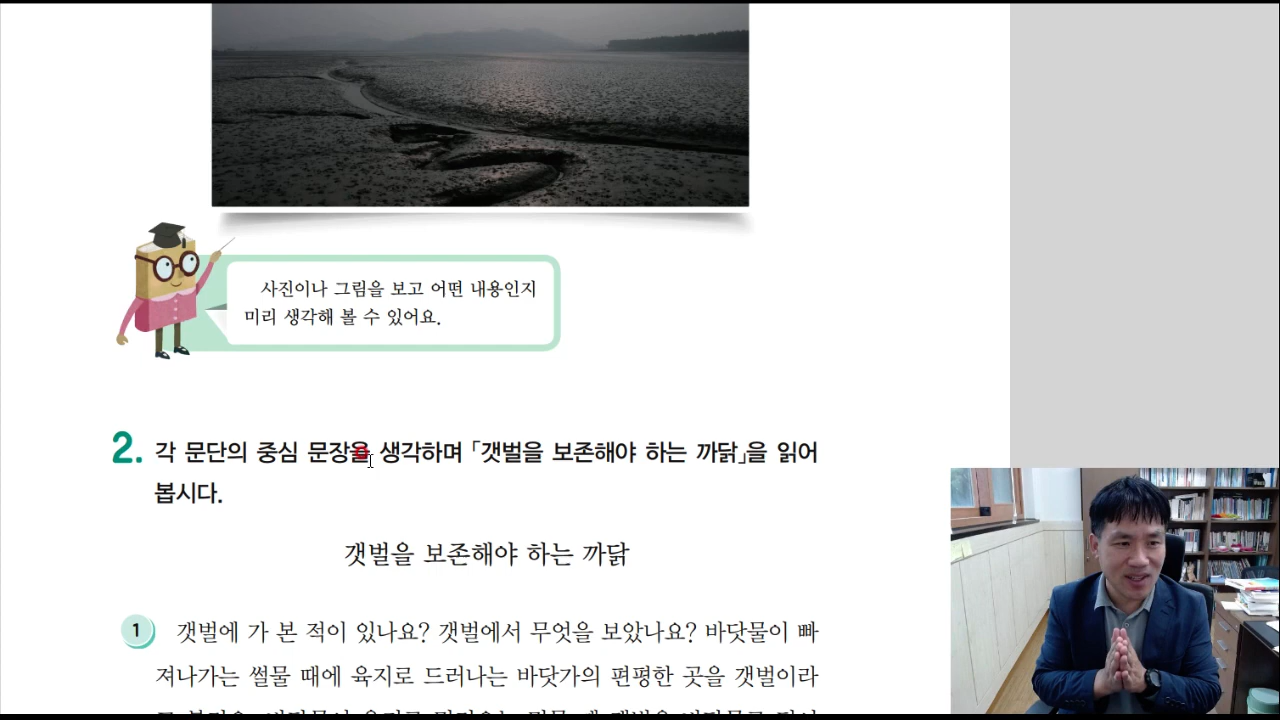 사진이나 그림을 보고 어떤 내용인지
미리 생각해 볼 수 있어요.
2. 각 문단의 중심 문장을 생각하며 「갯벌을 보존해야 하는 까닭」을 읽어
봅시다.
갯벌을 보존해야 하는 까닭
1 갯벌에 가 본 적이 있나요? 갯벌에서 무엇을 보았나요? 바닷물이 빠
져나가는 썰물 때에 육지로 드러나는 바닷가의 편평한 곳을 갯벌이라